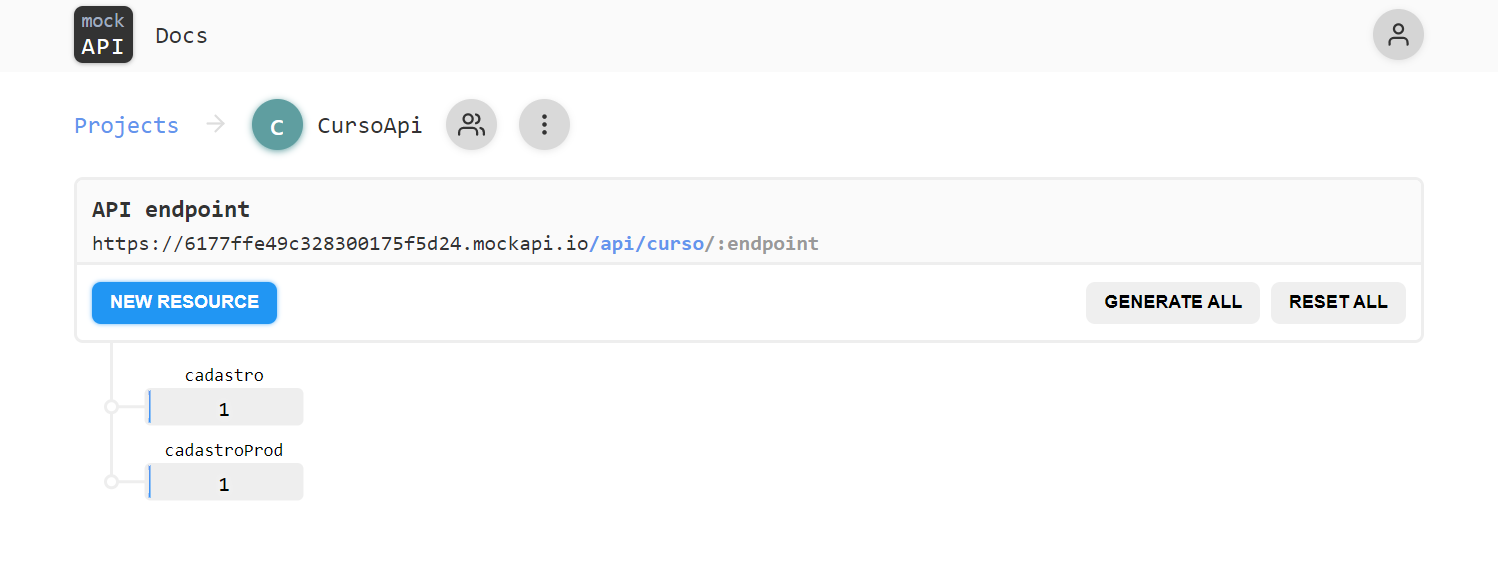 mock
API
Docs
Projects → C CursoApi
API endpoint
https://6177ffe49c328300175f5d24.mockapi.io/api/curso/:endpoint
NEW RESOURCE GENERATE ALL RESET ALL
cadastro
1
cadastroProd
1